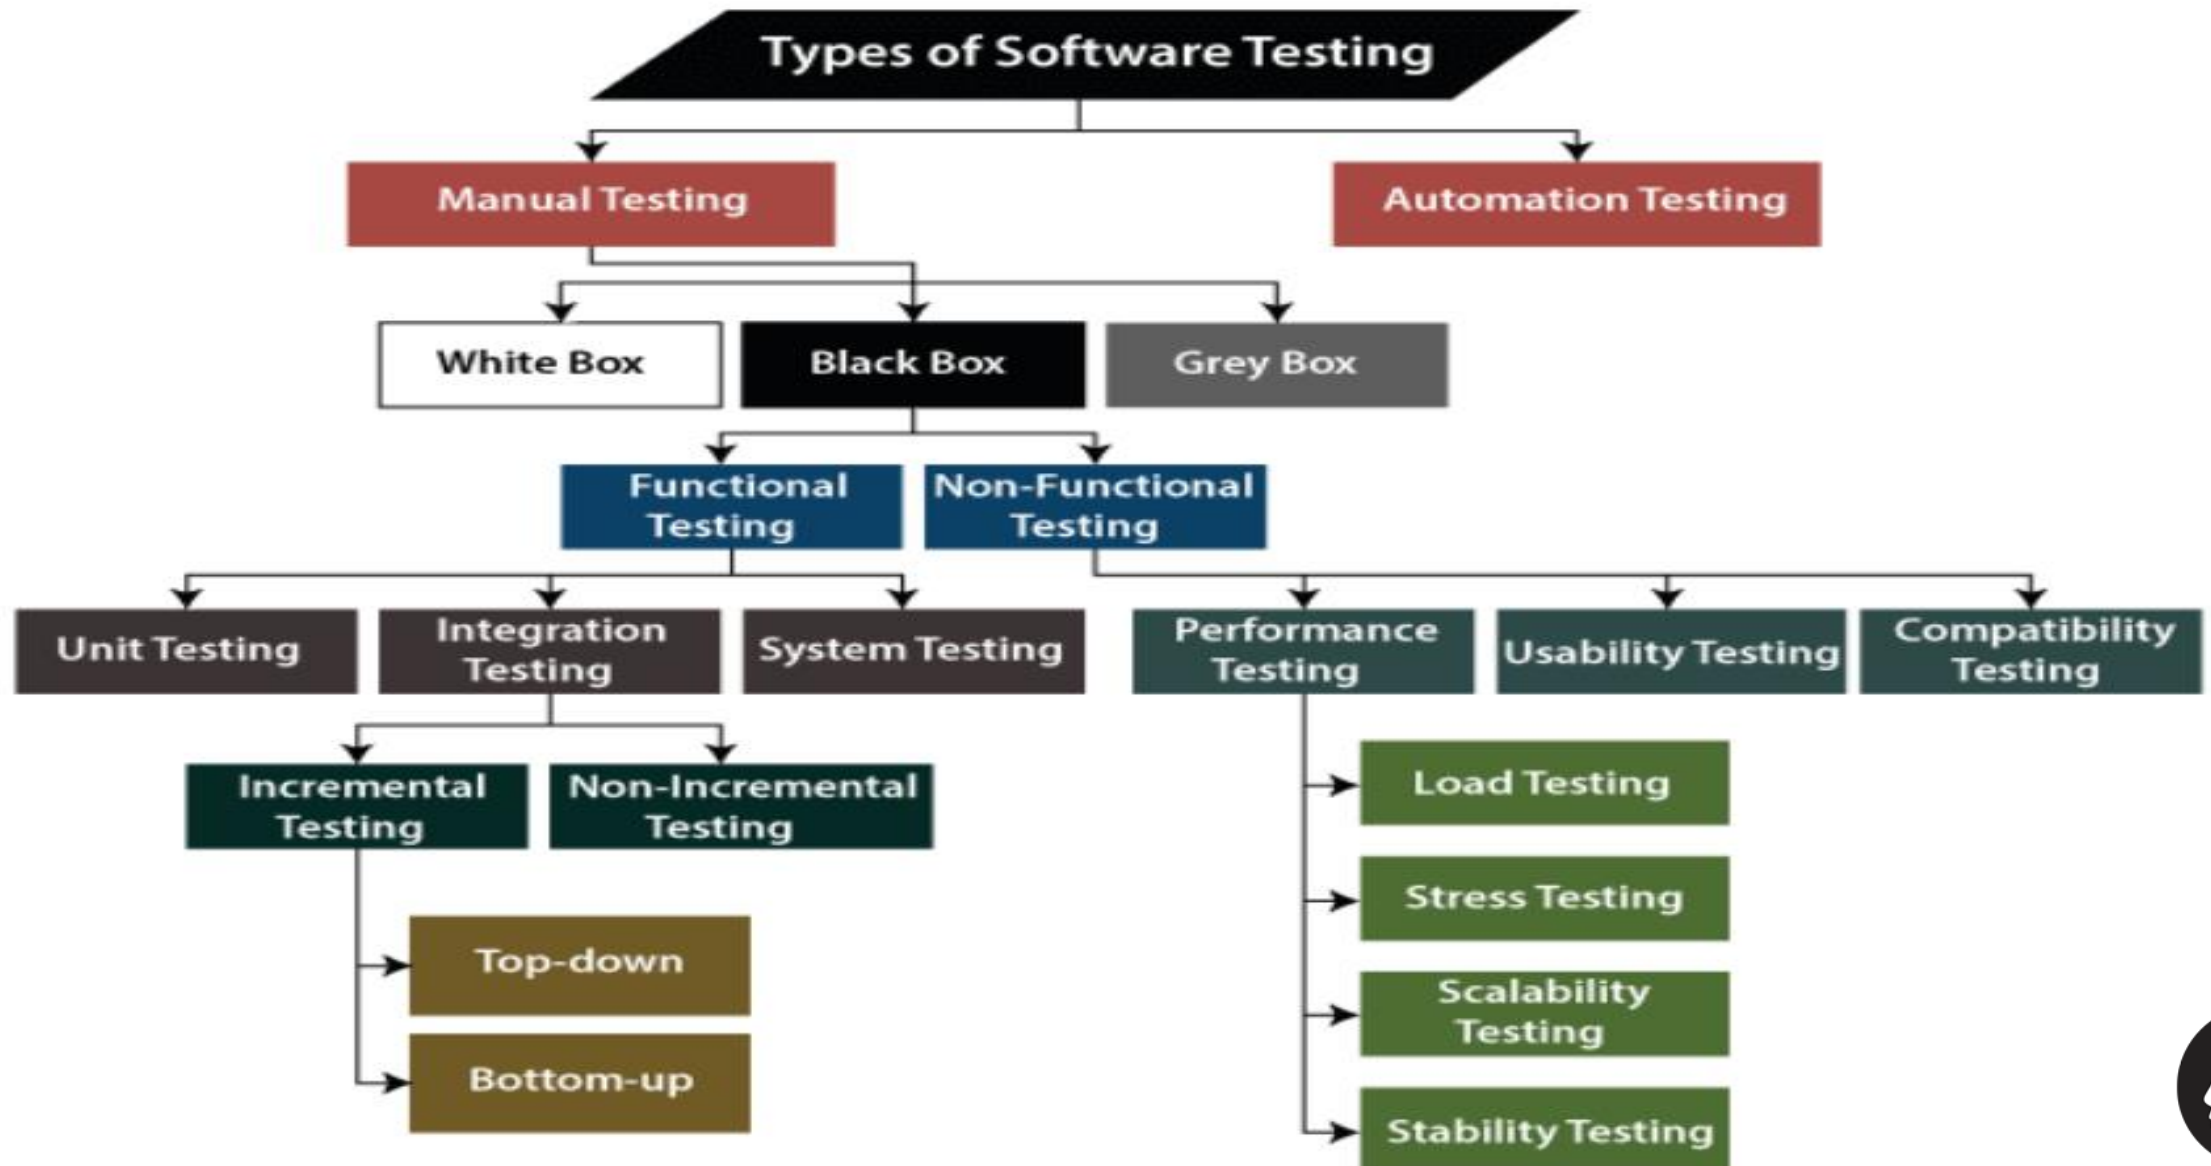 Types of Software Testing
Manual Testing
Automation Testing
White Box
Black Box
Grey Box
Functional
Testing
Non-Functional
Testing
Unit Testing
Integration
Testing
System Testing
Performance
Testing
Usability Testing
Compatibility
Testing
Incremental
Testing
Non-Incremental
Testing
Load Testing
Stress Testing
Top-down
Scalability
Testing
Bottom-up
Stability Testing